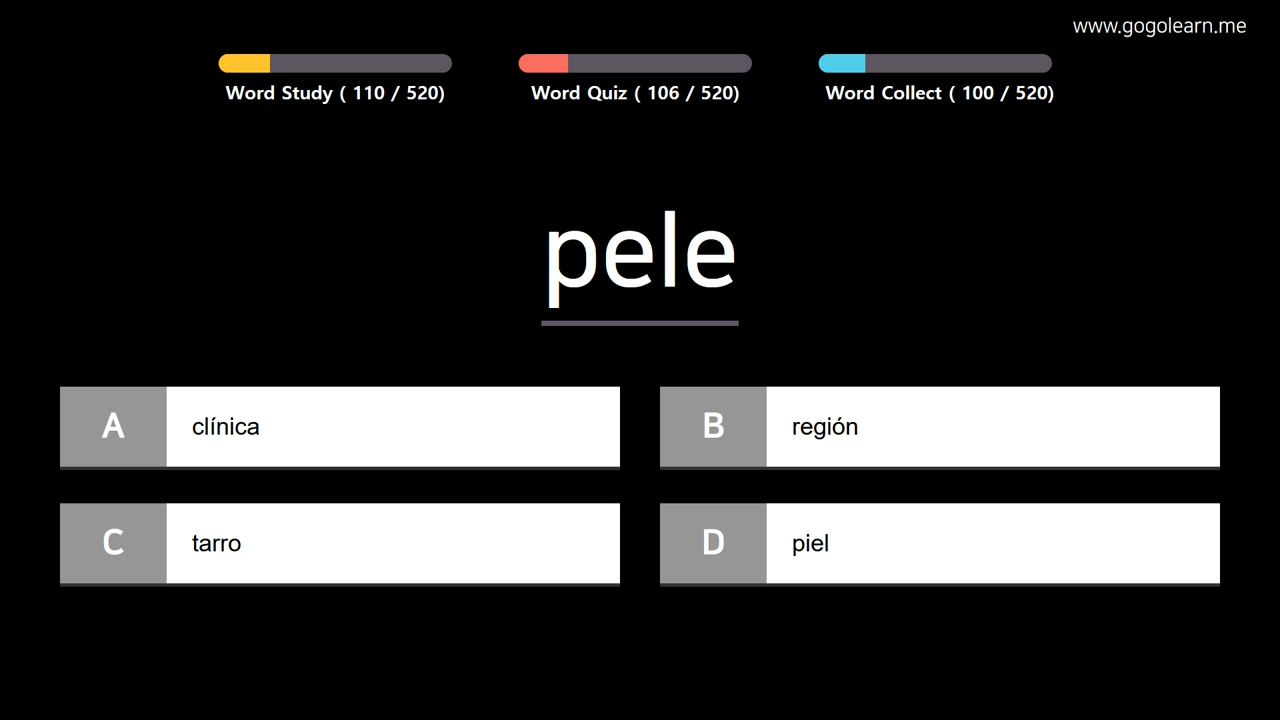 www.gogolearn.me
Word Study ( 110 / 520)
Word Quiz ( 106 / 520)
Word Collect ( 100 / 520)
pele
A clínica
B región
C tarro
D piel